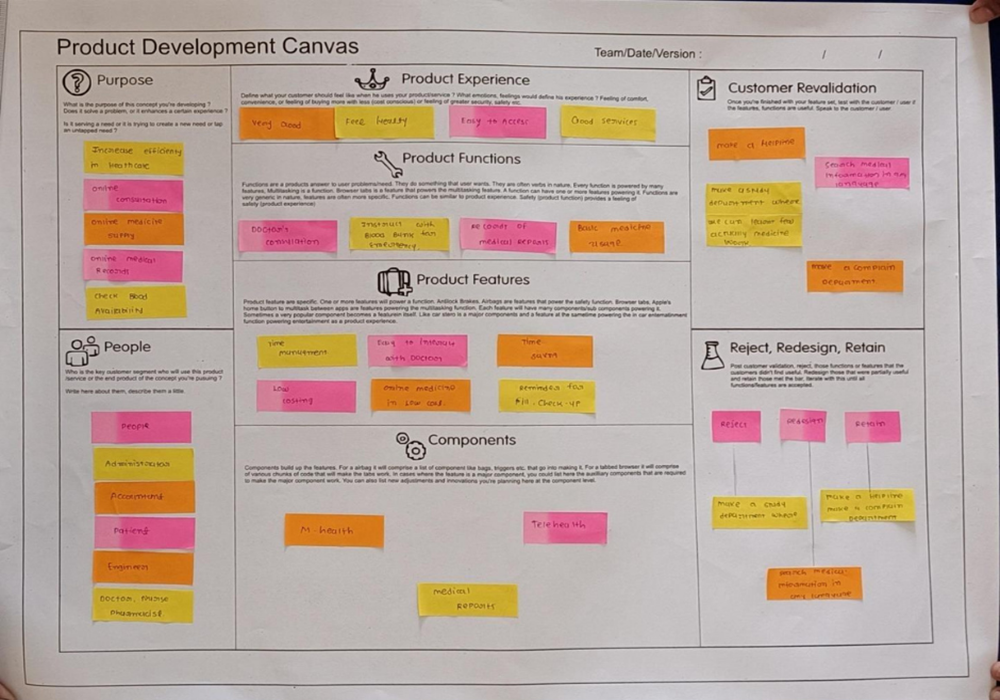 Product Development Canvas
Team/Date/Version :
/ /
Purpose
What is the purpose of this concept you're developing ?
Does it solve a problem, or it enhances a certain experience ?
Is it serving a need or it is trying to create a new need or tap
an untapped need ?
Increase efficiency
in healthcare
online
consultation
online medicine
online medical
Records
Check Blood
Availability
People
Who is the key customer segment who will use this product
/service or the end product of the concept you're pursuing ?
Write here about them, describe them a little.
People
Administrator
Accountant
Patient
Engineer
Doctor, Nurse
Pharmacist
Product Experience
Define what your customer should feel like when he uses your product/service ? What emotions, feelings would define his experience ? Feeling of comfort,
convenience, or feeling of buying more with less (cost conscious) or feeling of greater security, safety etc.
Very Good
Feel Healthy
Easy to Access
Good services
Product Functions
Functions are a products answer to user problems/need. They do something that user wants. They are often verbs in nature. Every function is powered by many
features. Multitasking is a function. Browser tabs is a feature that powers the multitasking feature. A function can have one or more features powering it. Functions are
very generic in nature, features are often more specific. Functions can be similar to product experience. Safety (product function) provides a feeling of
safety (product experience)
Doctor's
consultation
with
Blood Bank for
Emergency
Records of
medical Reports
Basic medicine
usage
Product Features
Product feature are specific. One or more features will power a function. Antilock Brakes, Airbags are features that power the safety function. Browser tabs, Apple's
home button to multitask between apps are features powering the multitasking function. Each feature will have many components/sub components powering it.
Sometimes a very popular component becomes a feature in itself. Like car stereo is a major components and a feature at the sametime powering the in car entertainment
function powering entertainment as a product experience.
Time
Easy to
with Doctor
Time
saver
Low
costing
online medicine
in low cost
Reminder for
Check-up
Components
Components build up the features. For a airbag it will comprise a list of component like bags, triggers etc, that go into making it. For a tabbed browser it will comprise
of various chunks of code that will make the tabs work. In cases where the feature is a major component, you could list here the auxiliary components that are required
to make the major component work. You can also list new adjustments and innovations you're planning here at the component level.
M-health
Telehealth
medical
Reports
Customer Revalidation
Once you're finished with your feature set, test with the customer / user if
the features, functions are useful. Speak to the customer / user
make a helpline
Search medical
information in
language
make a study
department where
we can learn
medicine
work
make a complain
department
Reject, Redesign, Retain
Post customer validation, reject, those functions or features that the
customers didn't find useful. Redesign those that were partially useful
and retain those met the bar. Iterate with this until all
functions/features are accepted.
Reject
Redesign
Retain
make a study
department where
make a helpline
make a complain
department
search medical
information in
any language